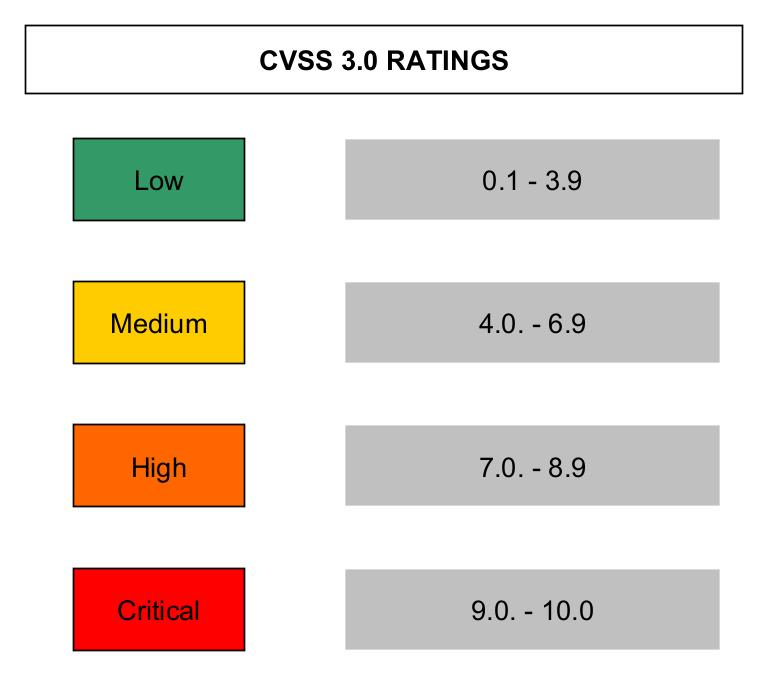 CVSS 3.0 RATINGS
Low 0.1 - 3.9
Medium 4.0. - 6.9
High 7.0. - 8.9
Critical 9.0. - 10.0